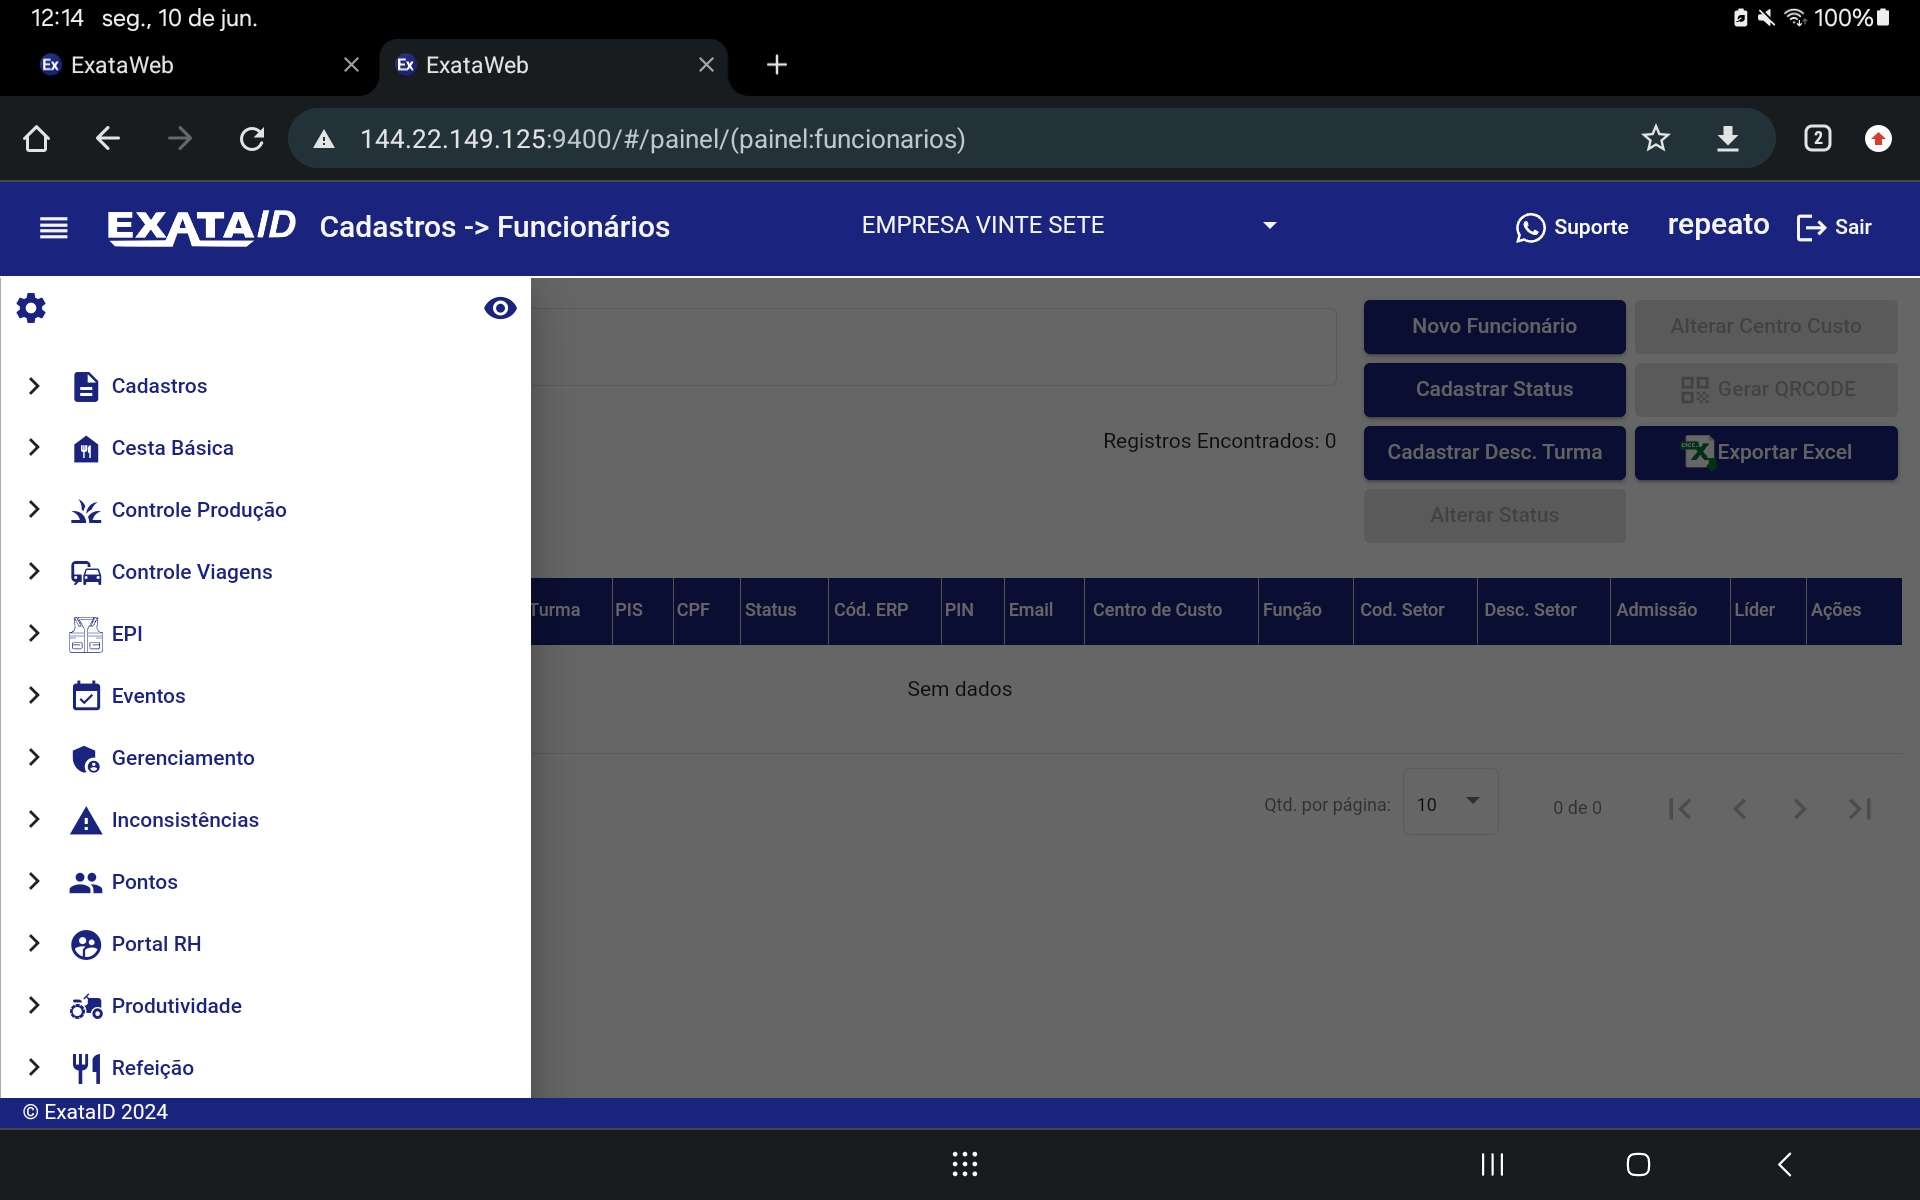 12:14 seg., 10 de jun. 100%
Ex ExataWeb Ex ExataWeb
144.22.149.125:9400/#/painel/(painel:funcionarios) 2
EXATAID Cadastros -> Funcionários EMPRESA VINTE SETE Suporte repeato Sair
Novo Funcionário Alterar Centro Custo
Cadastros Cadastrar Status Gerar QRCODE
Cesta Básica Registros Encontrados: 0 Cadastrar Desc. Turma Exportar Excel
Controle Produção Alterar Status
Controle Viagens
EPI Turma PIS CPF Status Cód. ERP PIN Email Centro de Custo Função Cod. Setor Desc. Setor Admissão Líder Ações
Eventos Sem dados
Gerenciamento
Inconsistências Qtd. por página: 10 0 de 0
Pontos
Portal RH
Produtividade
Refeição
© ExataID 2024